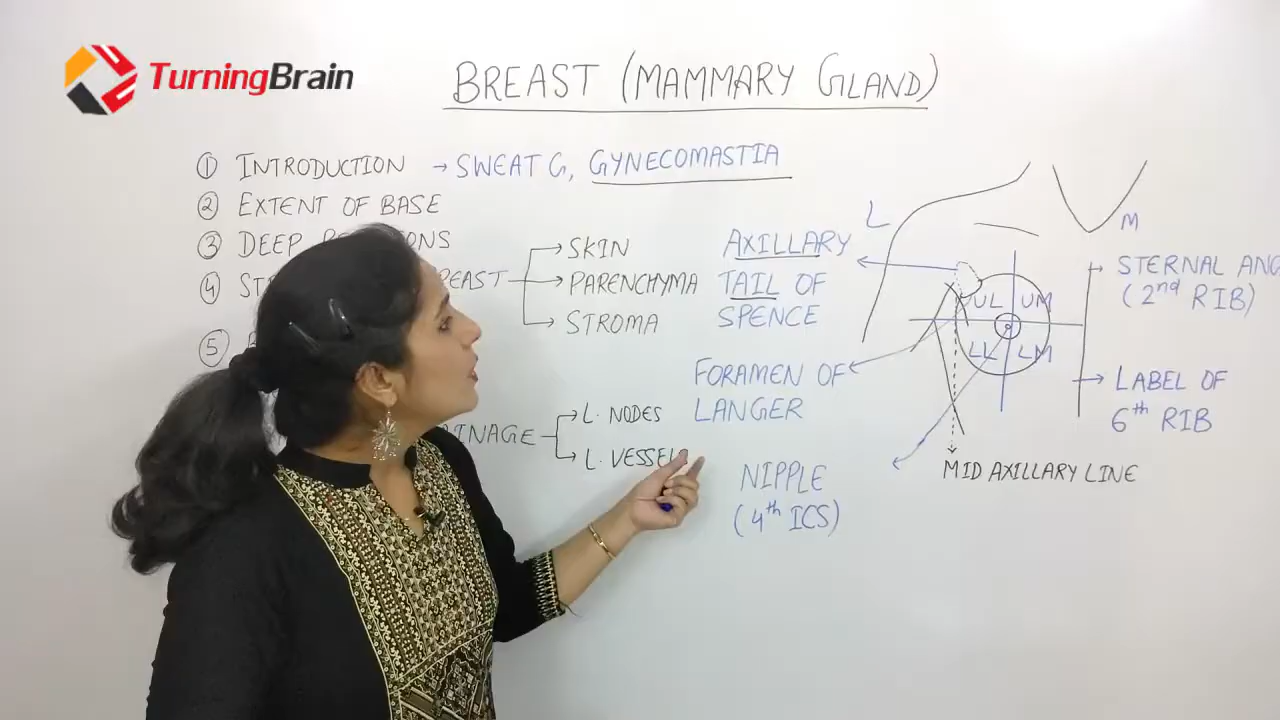 TurningBrain
BREAST (MAMMARY GLAND)
① INTRODUCTION → SWEAT G, GYNECOMASTIA
② EXTENT OF BASE
③ DEEP
④
⑤
SKIN
PARENCHYMA
STROMA
L. NODES
L. VESSELS
AXILLARY
TAIL OF
SPENCE
FORAMEN OF
LANGER
NIPPLE
(4th ICS)
L
M
UL UM
LL LM
STERNAL ANG
(2nd RIB)
LABEL OF
6th RIB
MID AXILLARY LINE